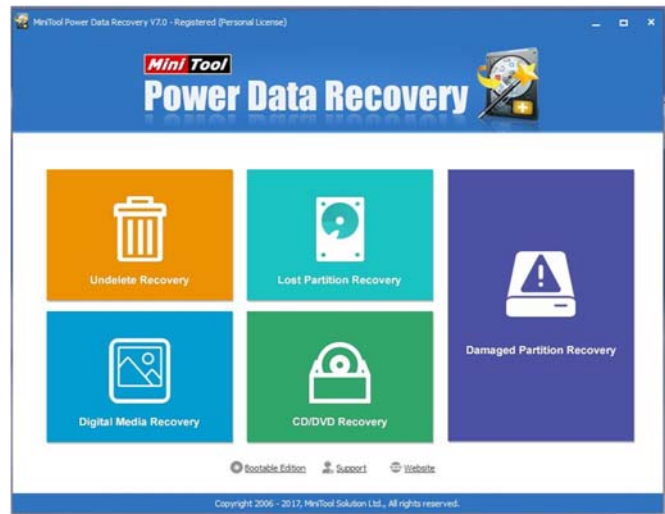 MiniTool Power Data Recovery V7.0 - Registered (Personal License)
Mini Tool
Power Data Recovery
Undelete Recovery
Lost Partition Recovery
Damaged Partition Recovery
Digital Media Recovery
CD/DVD Recovery
Bootable Edition Support Website
Copyright 2006 - 2017, MiniTool Solution Ltd., All rights reserved.